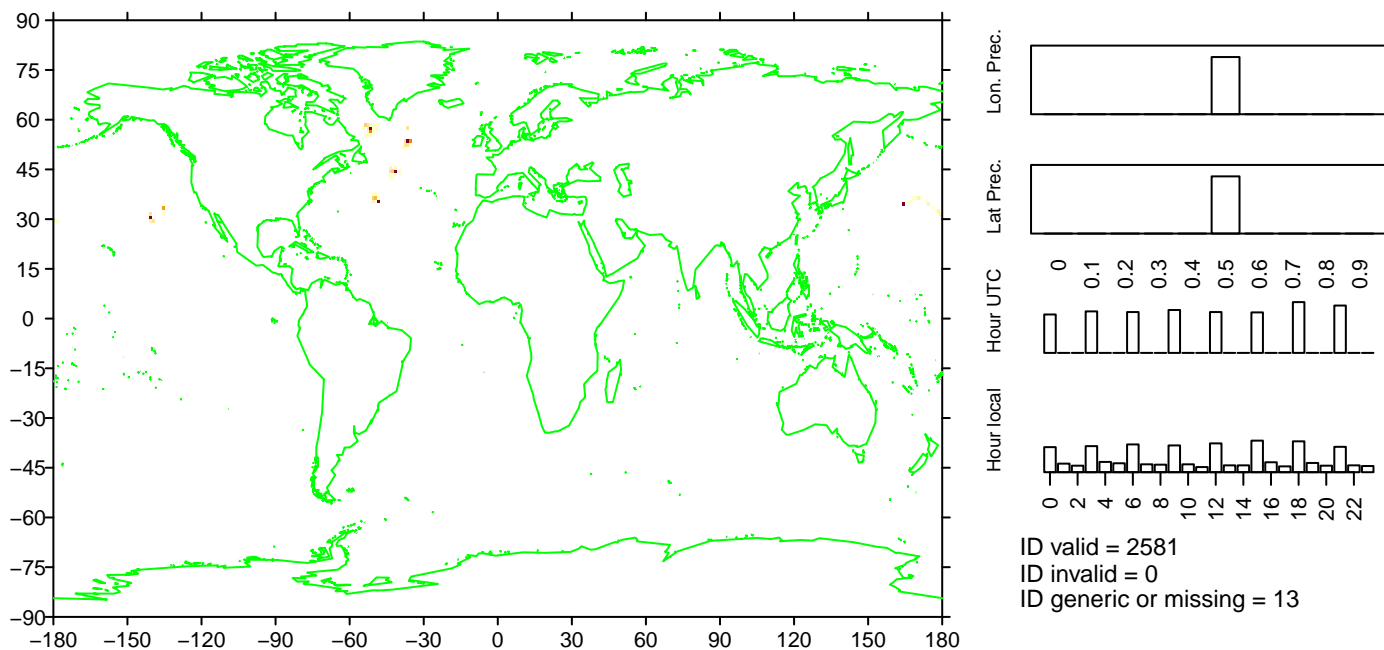 90
75
60
45
30
15
0
−15
−30
−45
−60
−75
−90
−180 −150 −120 −90 −60 −30 0 30 60 90 120 150 180
Lon. Prec.
Lat Prec.
0 0.1 0.2 0.3 0.4 0.5 0.6 0.7 0.8 0.9
Hour UTC
Hour local
0 2 4 6 8 10 12 14 16 18 20 22
ID valid = 2581
ID invalid = 0
ID generic or missing = 13